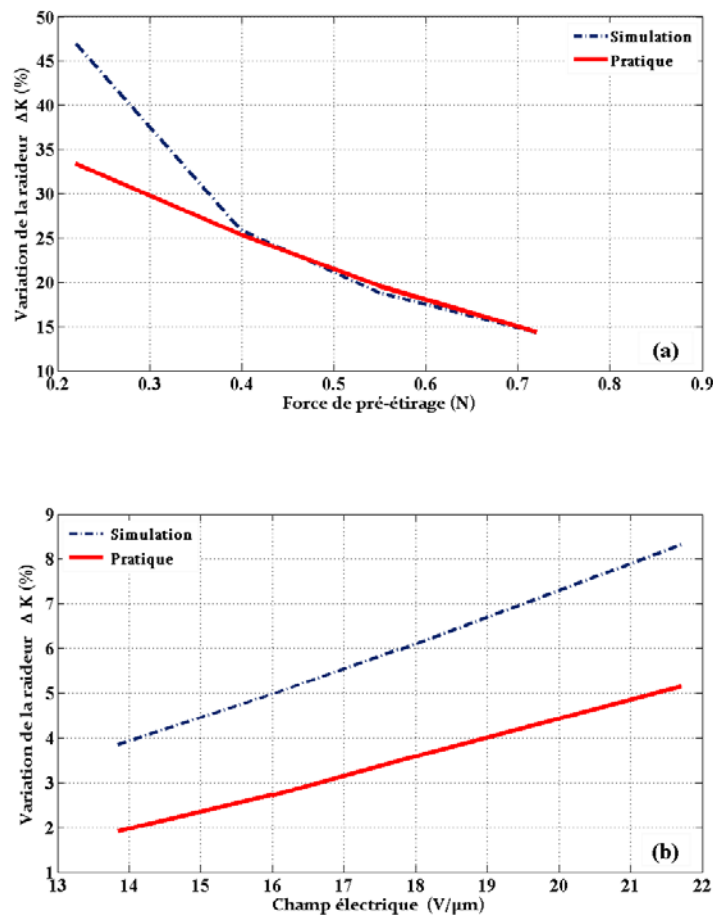 Variation de la raideur ΔK (%)
50
45
40
35
30
25
20
15
10
Simulation
Pratique
(a)
0.2 0.3 0.4 0.5 0.6 0.7 0.8 0.9
Force de pré-étirage (N)
Variation de la raideur Δ K (%)
9
8
7
6
5
4
3
2
1
Simulation
Pratique
(b)
13 14 15 16 17 18 19 20 21 22
Champ électrique (V/μm)